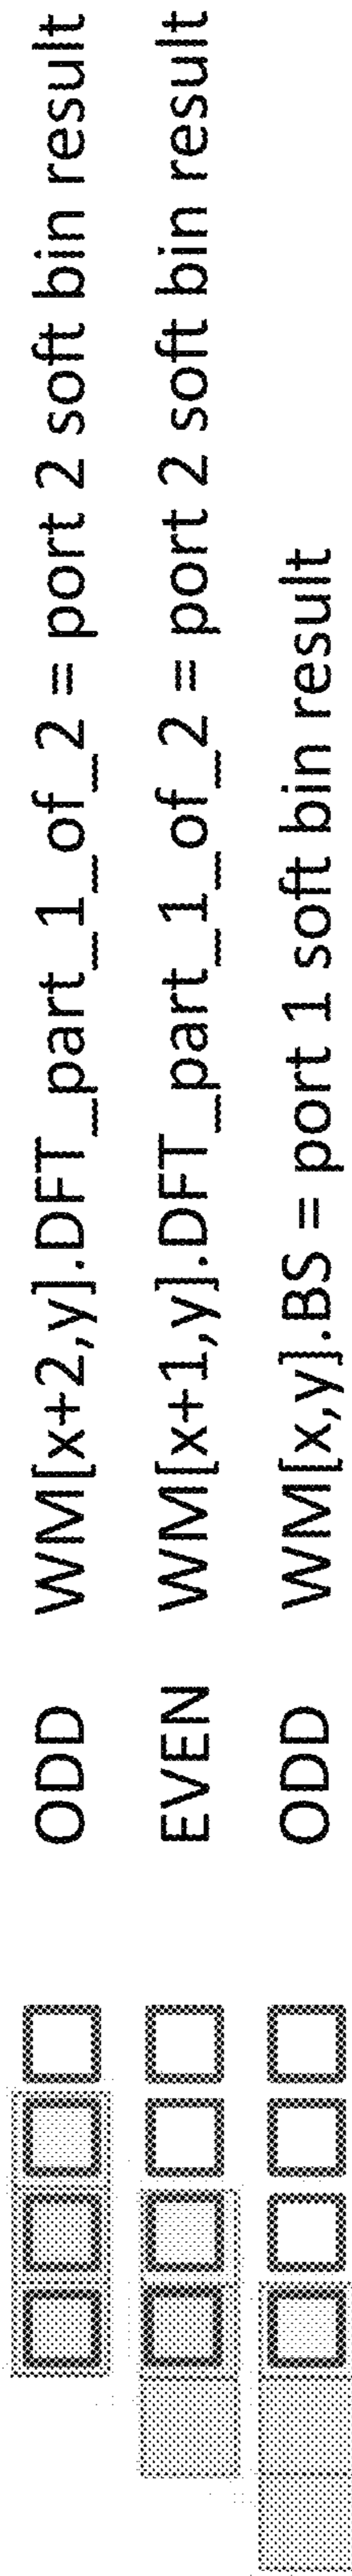 ODD WM[x+2,y].DFT_part_1_of_2 = port 2 soft bin result
EVEN WM[x+1,y].DFT_part_1_of_2 = port 2 soft bin result
ODD WM[x,y].BS = port 1 soft bin result